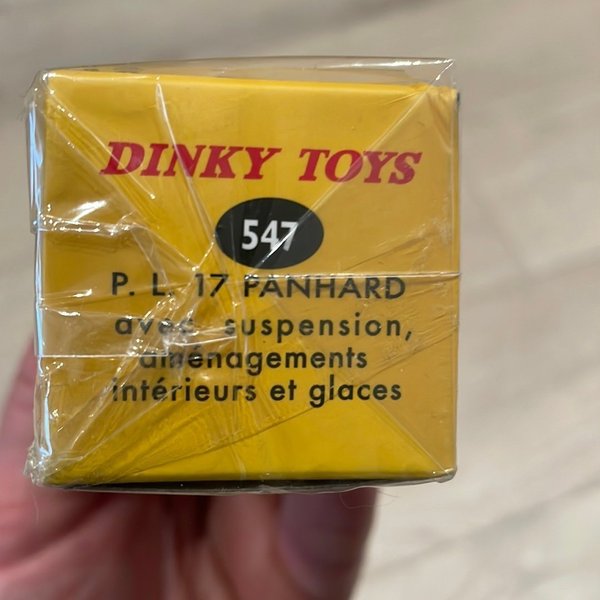 DINKY TOYS
547
P. L. 17 PANHARD
avec suspension,
aménagements
intérieurs et glaces